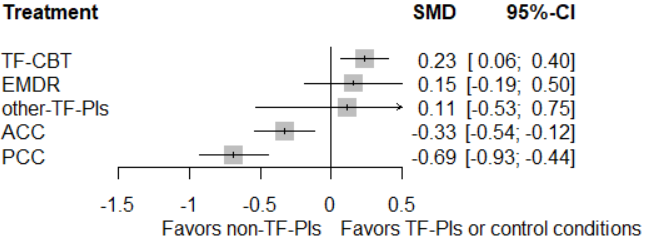 Treatment SMD 95%-CI
TF-CBT 0.23 [ 0.06; 0.40]
EMDR 0.15 [-0.19; 0.50]
other-TF-PIs 0.11 [-0.53; 0.75]
ACC -0.33 [-0.54; -0.12]
PCC -0.69 [-0.93; -0.44]
-1.5 -1 -0.5 0 0.5
Favors non-TF-PIs Favors TF-PIs or control conditions